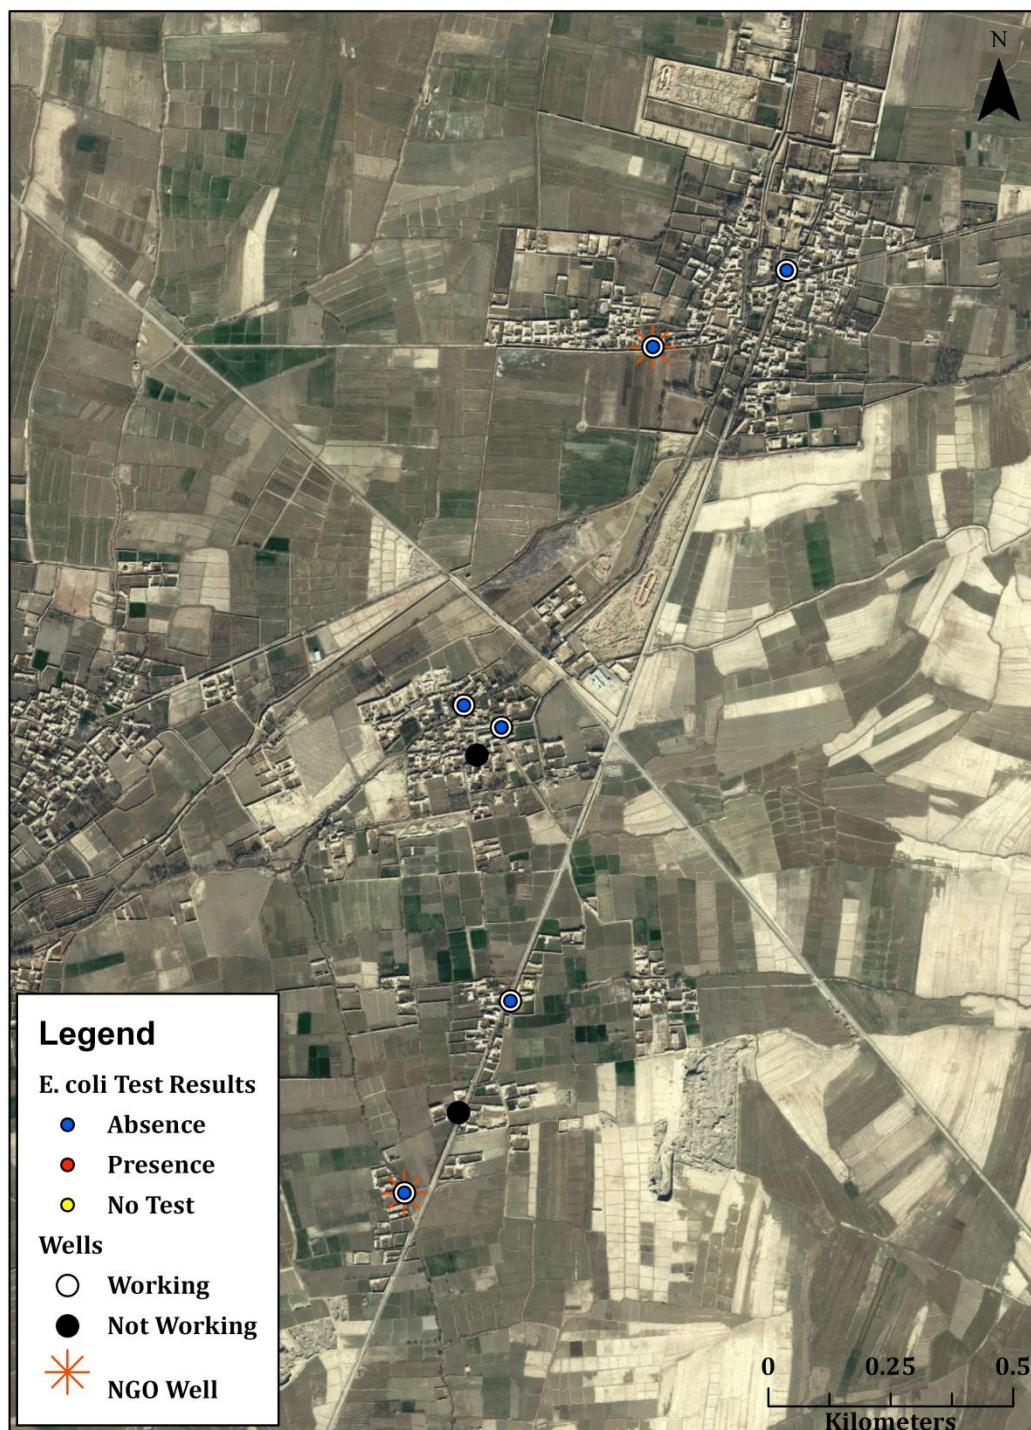 N
Legend
E. coli Test Results
Absence
Presence
No Test
Wells
Working
Not Working
NGO Well
0 0.25 0.5
Kilometers